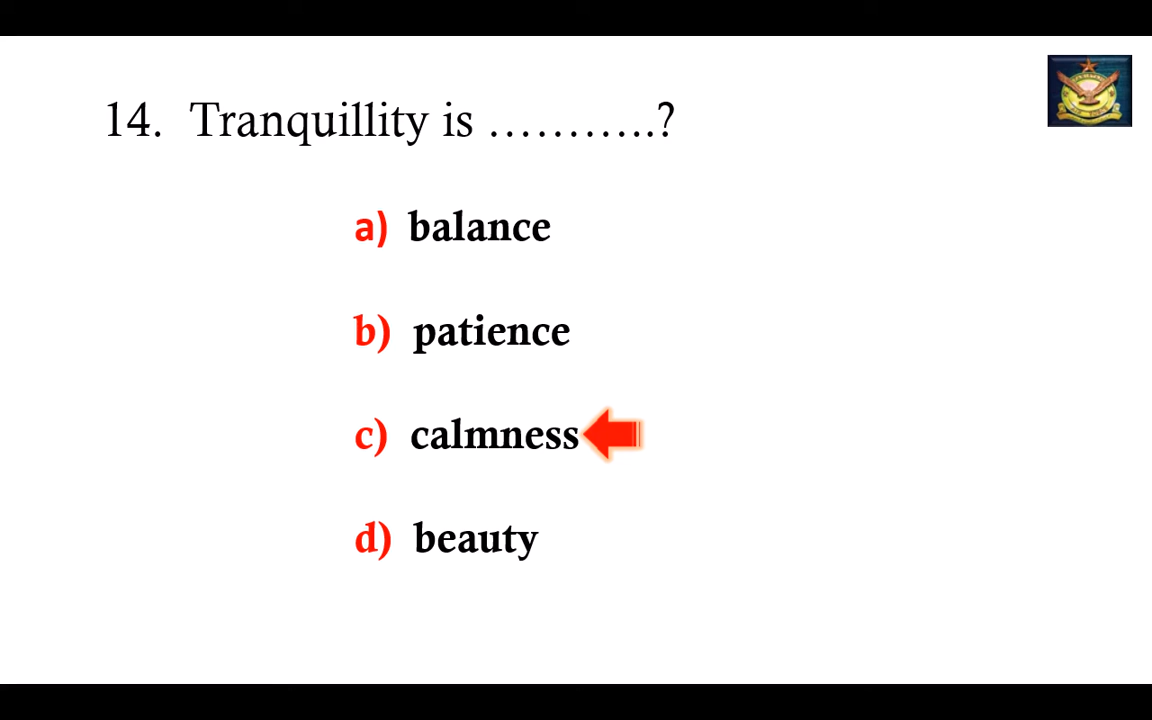 14. Tranquillity is ………..?
a) balance
b) patience
c) calmness
d) beauty